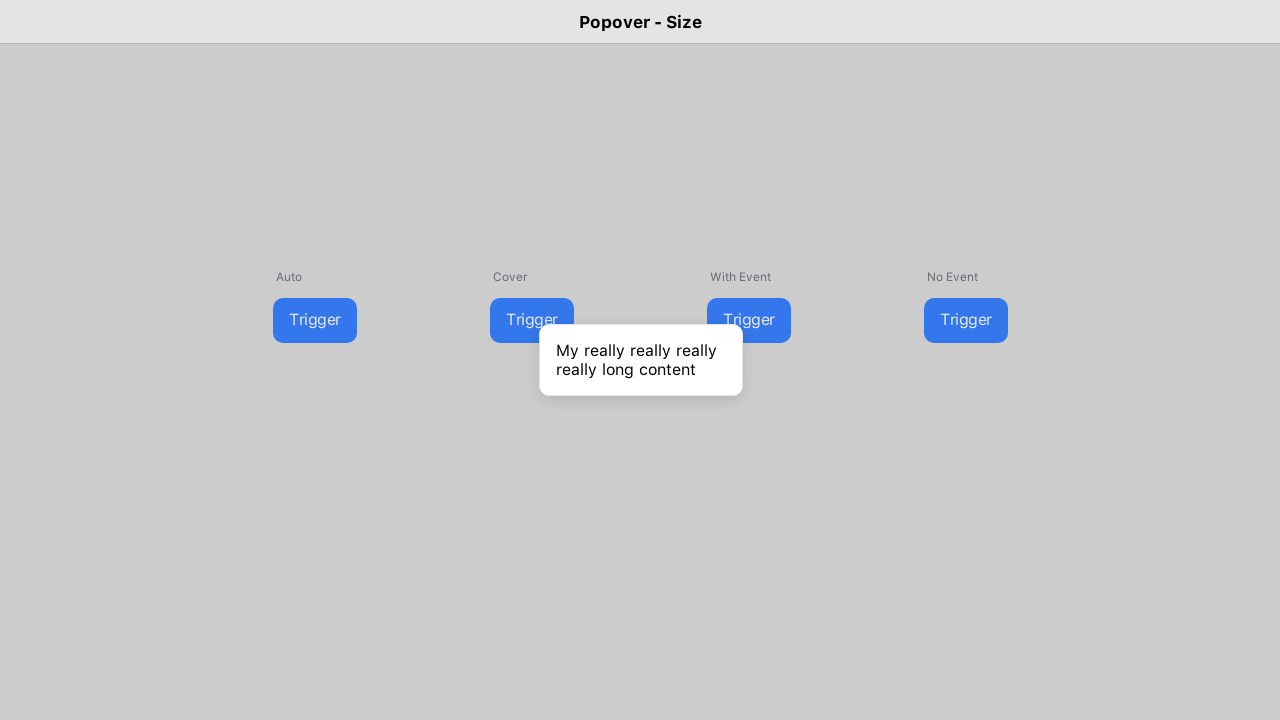 Popover - Size
Auto
Cover
With Event
No Event
Trigger
Trigger
Trigger
Trigger
My really really really
really long content